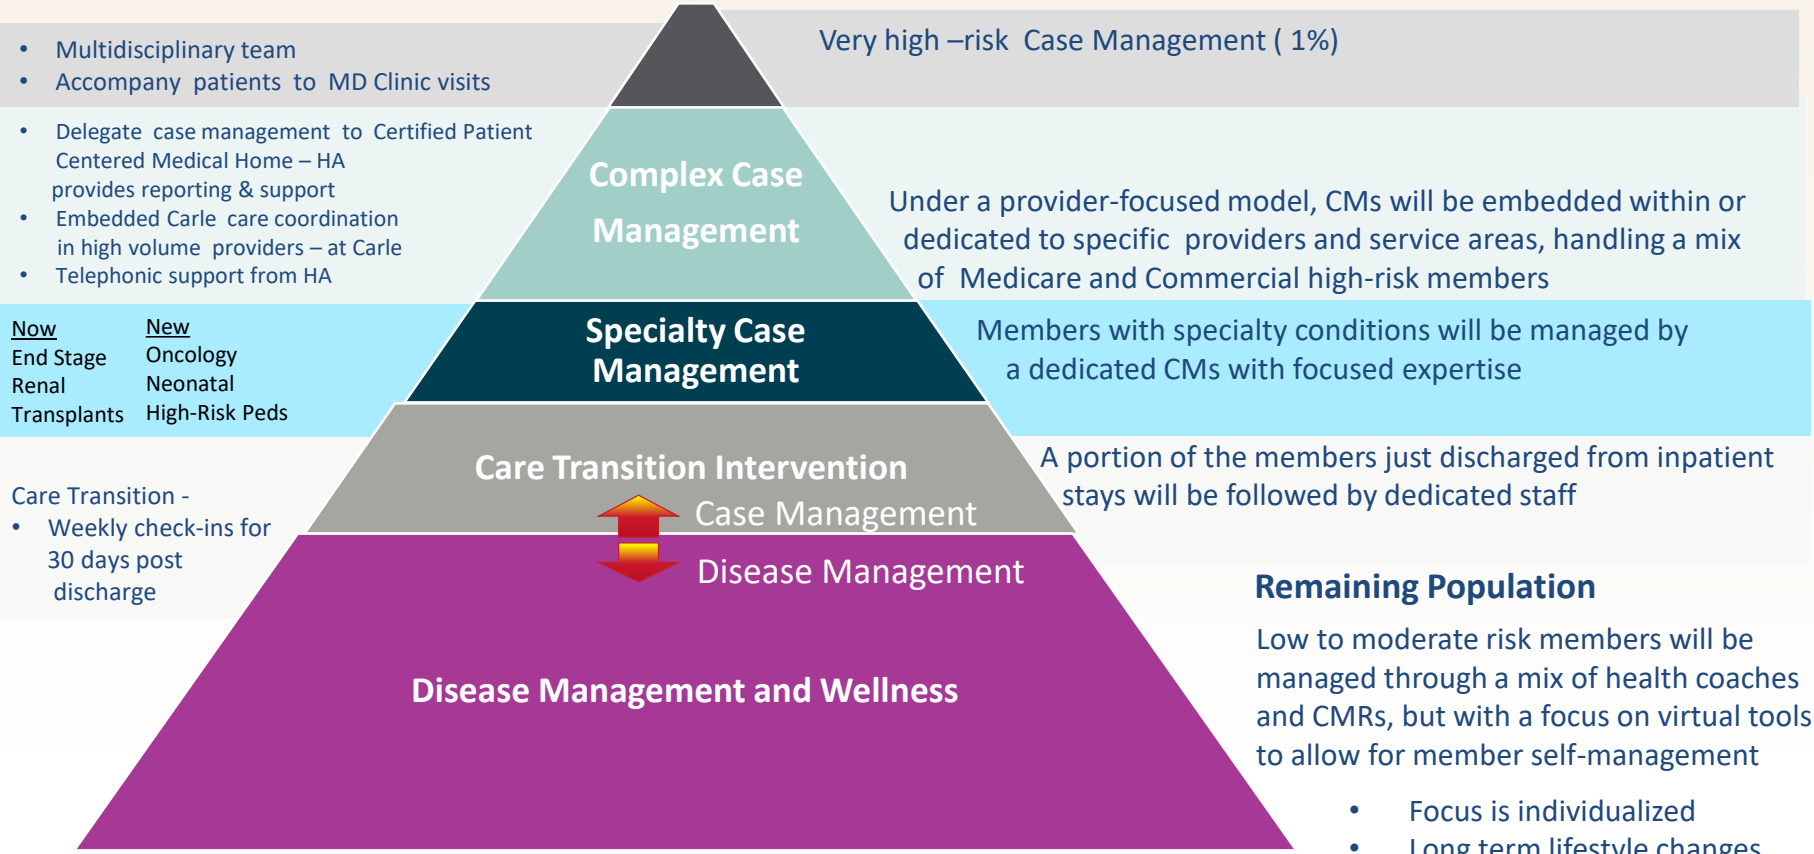 • Multidisciplinary team
• Accompany patients to MD Clinic visits
Very high –risk Case Management ( 1%)
• Delegate case management to Certified Patient
Centered Medical Home – HA
provides reporting & support
• Embedded Carle care coordination
in high volume providers – at Carle
• Telephonic support from HA
Complex Case
Management
Under a provider-focused model, CMs will be embedded within or
dedicated to specific providers and service areas, handling a mix
of Medicare and Commercial high-risk members
Now
End Stage
Renal
Transplants
New
Oncology
Neonatal
High-Risk Peds
Specialty Case
Management
Members with specialty conditions will be managed by
a dedicated CMs with focused expertise
Care Transition -
• Weekly check-ins for
30 days post
discharge
Care Transition Intervention
Case Management
Disease Management
A portion of the members just discharged from inpatient
stays will be followed by dedicated staff
Disease Management and Wellness
Remaining Population
Low to moderate risk members will be
managed through a mix of health coaches
and CMRs, but with a focus on virtual tools
to allow for member self-management
• Focus is individualized
• Long term lifestyle changes